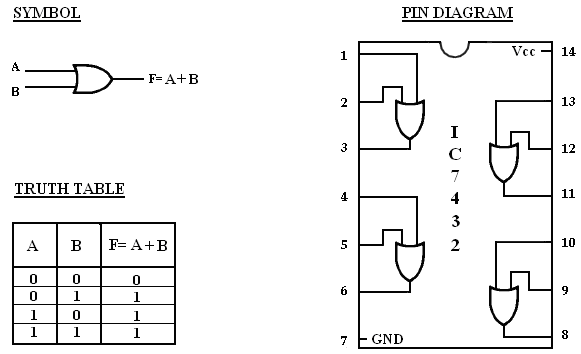 SYMBOL
A
B
F= A+B
TRUTH TABLE
A B F= A+B
0 0 0
0 1 1
1 0 1
1 1 1
PIN DIAGRAM
1
2
3
4
5
6
7
GND
I
C
7
4
3
2
Vcc
14
13
12
11
10
9
8